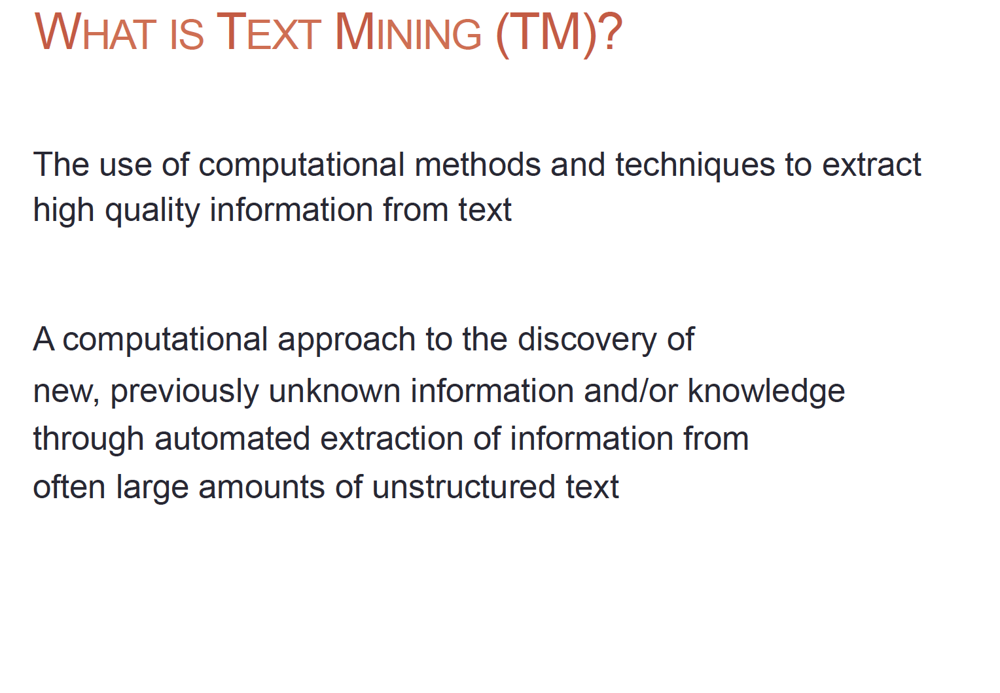 WHAT IS TEXT MINING (TM)?
The use of computational methods and techniques to extract
high quality information from text
A computational approach to the discovery of
new, previously unknown information and/or knowledge
through automated extraction of information from
often large amounts of unstructured text